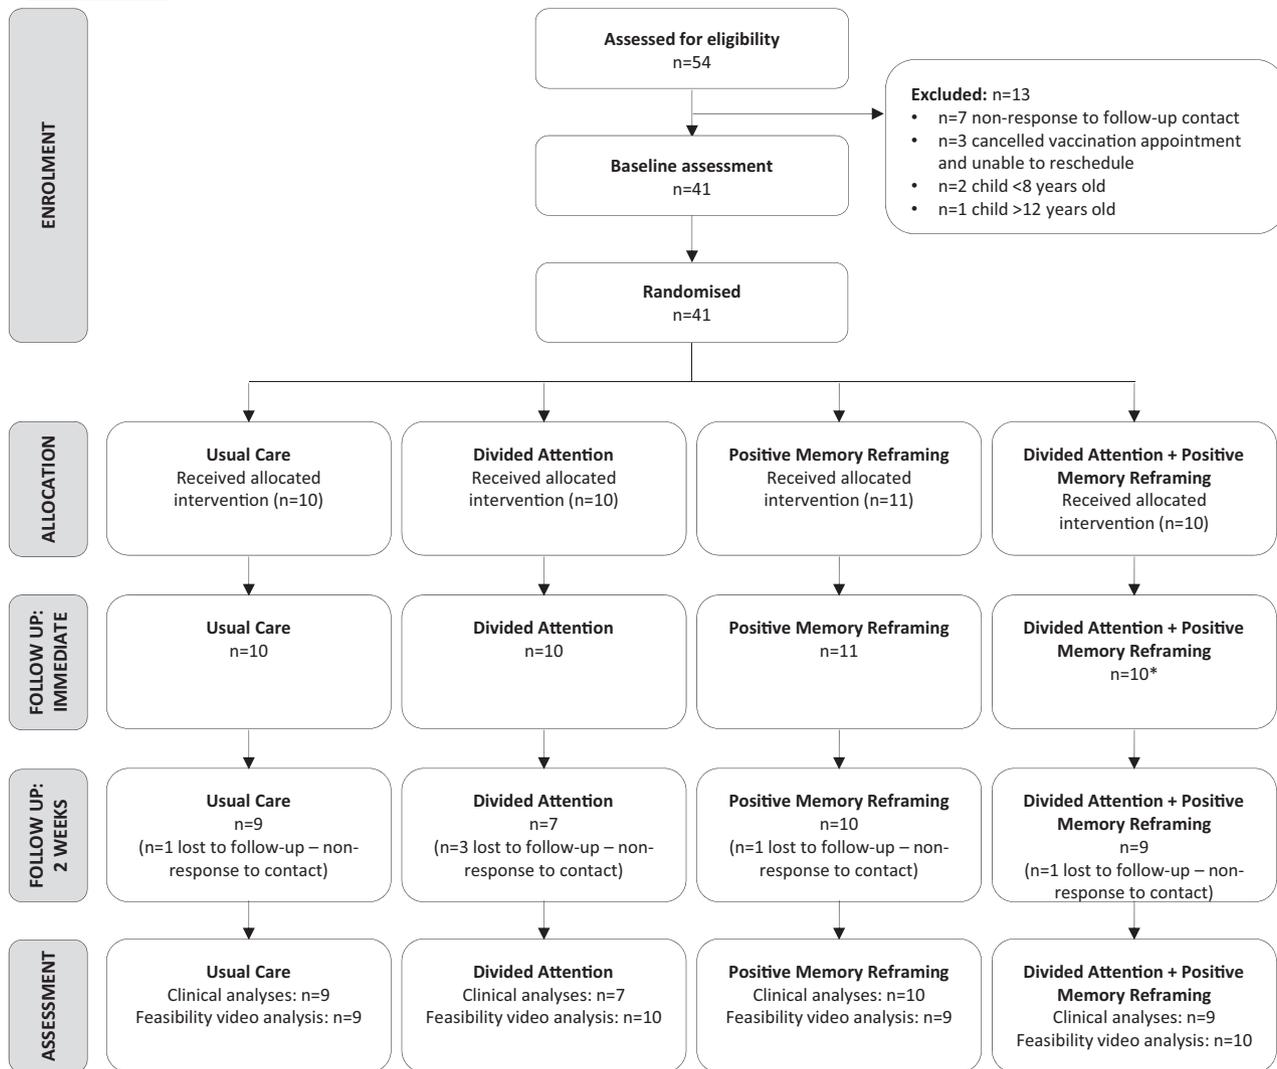 ENROLMENT
Assessed for eligibility
n=54
Excluded: n=13
• n=7 non-response to follow-up contact
• n=3 cancelled vaccination appointment
and unable to reschedule
• n=2 child <8 years old
• n=1 child >12 years old
Baseline assessment
n=41
Randomised
n=41
ALLOCATION
Usual Care
Received allocated
intervention (n=10)
Divided Attention
Received allocated
intervention (n=10)
Positive Memory Reframing
Received allocated
intervention (n=11)
Divided Attention + Positive
Memory Reframing
Received allocated
intervention (n=10)
FOLLOW UP:
IMMEDIATE
Usual Care
n=10
Divided Attention
n=10
Positive Memory Reframing
n=11
Divided Attention + Positive
Memory Reframing
n=10*
FOLLOW UP:
2 WEEKS
Usual Care
n=9
(n=1 lost to follow-up – non-
response to contact)
Divided Attention
n=7
(n=3 lost to follow-up – non-
response to contact)
Positive Memory Reframing
n=10
(n=1 lost to follow-up – non-
response to contact)
Divided Attention + Positive
Memory Reframing
n=9
(n=1 lost to follow-up – non-
response to contact)
ASSESSMENT
Usual Care
Clinical analyses: n=9
Feasibility video analysis: n=9
Divided Attention
Clinical analyses: n=7
Feasibility video analysis: n=10
Positive Memory Reframing
Clinical analyses: n=10
Feasibility video analysis: n=9
Divided Attention + Positive
Memory Reframing
Clinical analyses: n=9
Feasibility video analysis: n=10